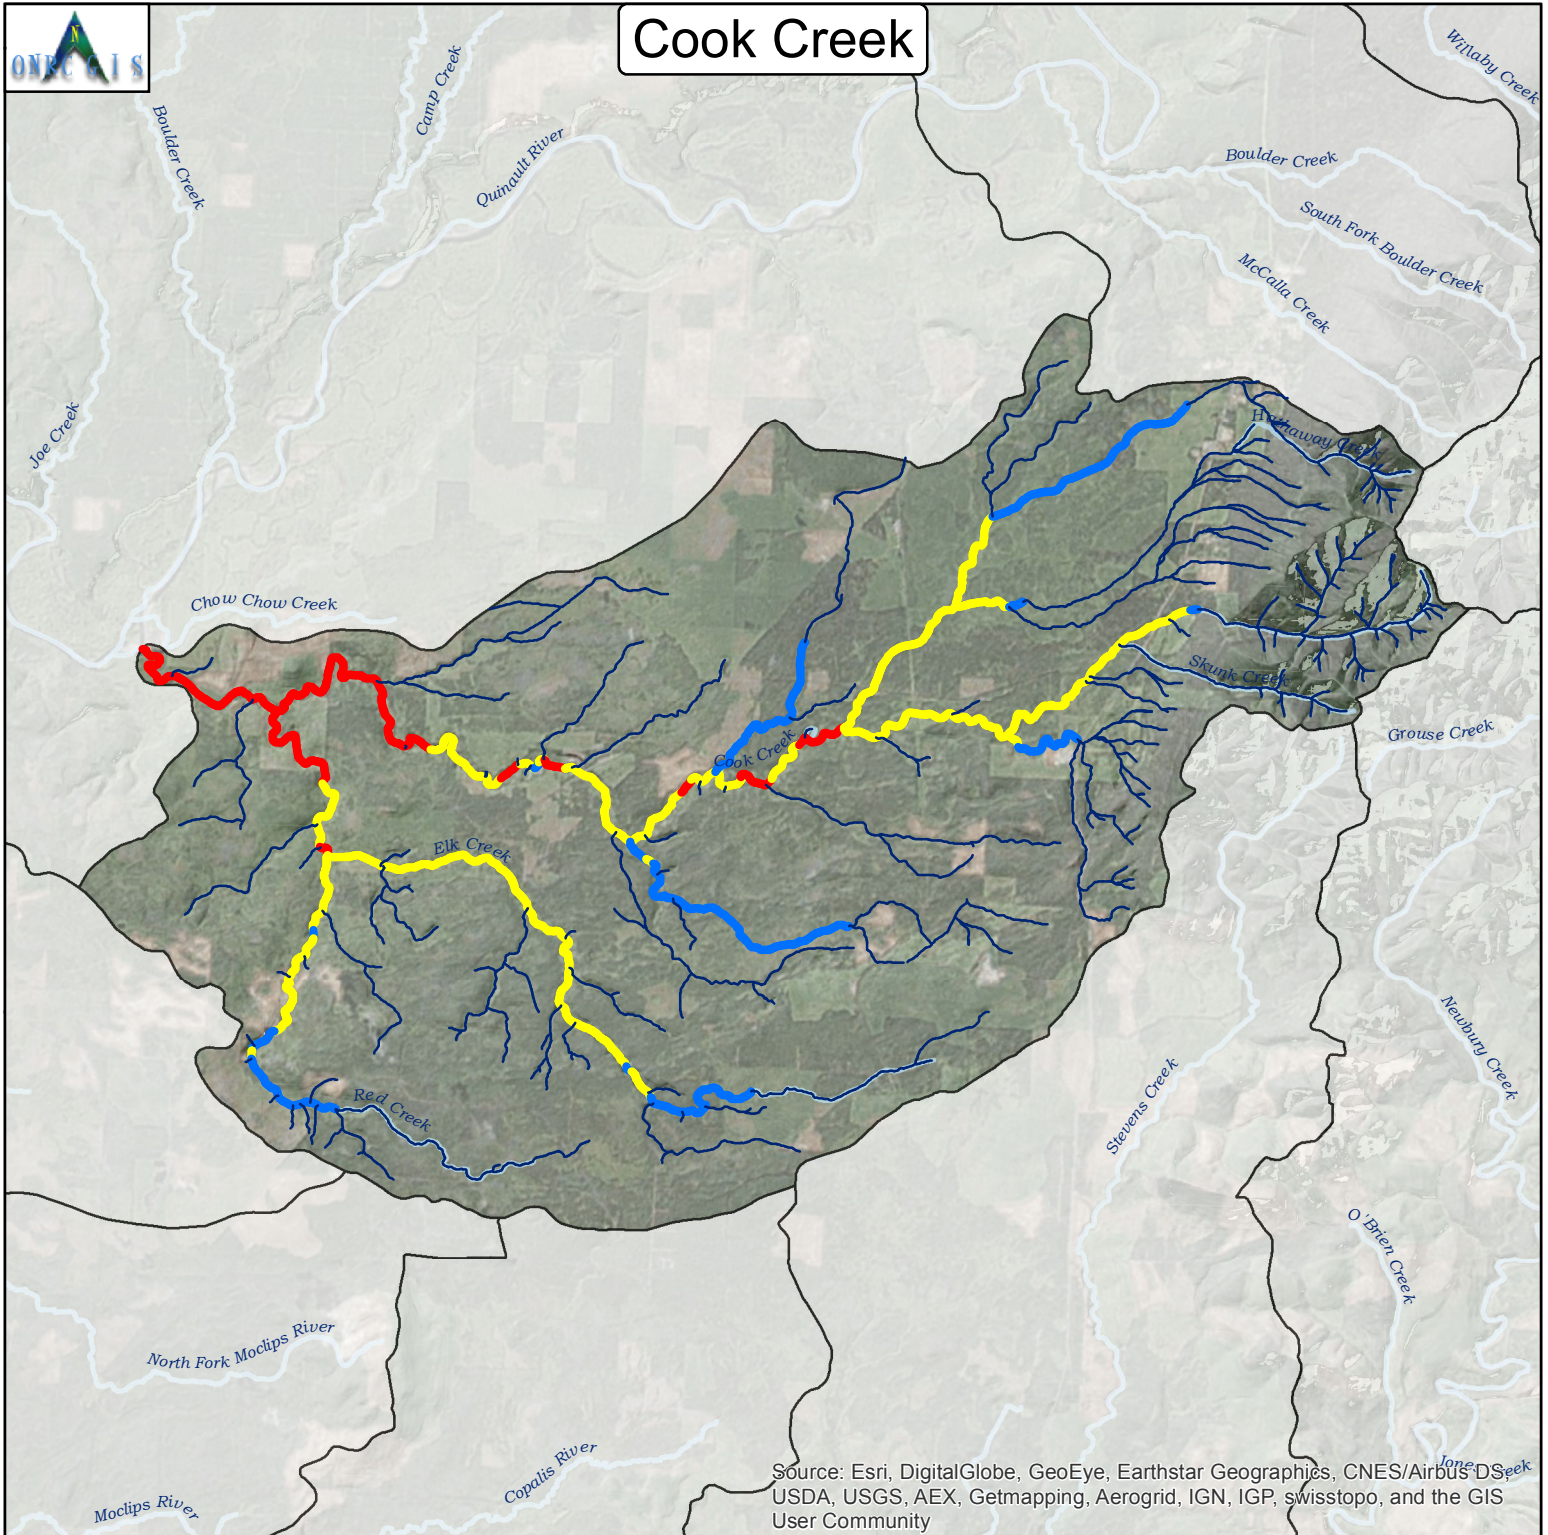 Cook Creek
N
ONRC GIS
Willaby Creek
Camp Creek
Boulder Creek
Quinault River
Boulder Creek
South Fork Boulder Creek
McCalla Creek
Joe Creek
Hathaway Creek
Chow Chow Creek
Skunk Creek
Grouse Creek
Cook Creek
Elk Creek
Newbury Creek
Stevens Creek
Red Creek
O'Brien Creek
North Fork Moclips River
Copalis River
Jones Creek
Moclips River
Source: Esri, DigitalGlobe, GeoEye, Earthstar Geographics, CNES/Airbus DS,
USDA, USGS, AEX, Getmapping, Aerogrid, IGN, IGP, swisstopo, and the GIS
User Community